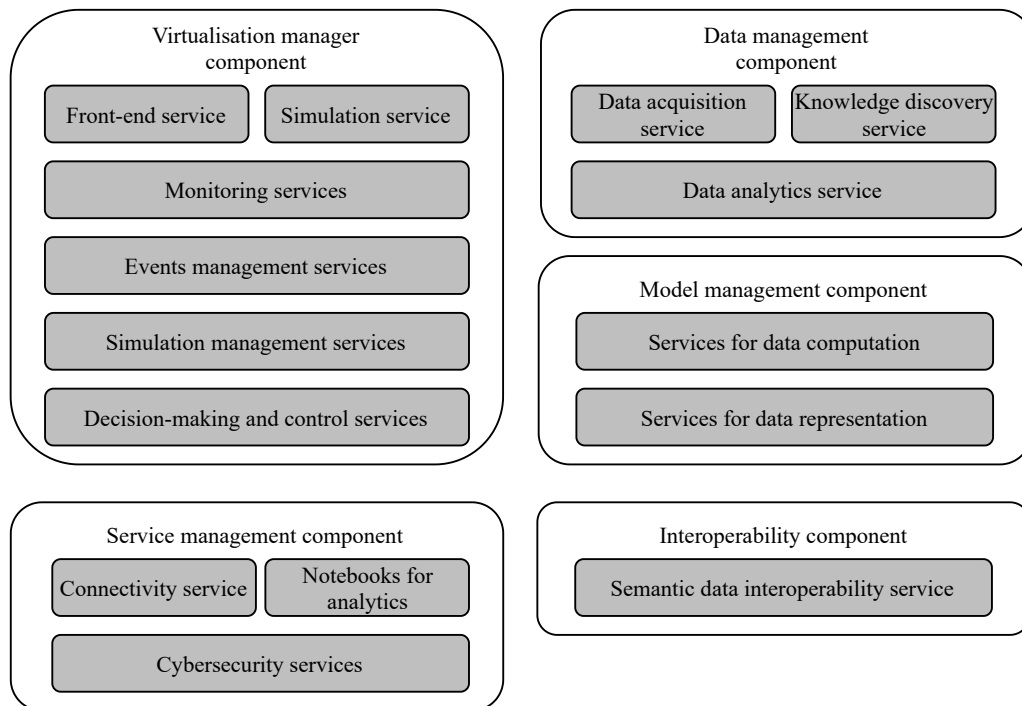 Virtualisation manager
component
Front-end service
Simulation service
Monitoring services
Events management services
Simulation management services
Decision-making and control services
Data management
component
Data acquisition
service
Knowledge discovery
service
Data analytics service
Model management component
Services for data computation
Services for data representation
Service management component
Connectivity service
Notebooks for
analytics
Cybersecurity services
Interoperability component
Semantic data interoperability service